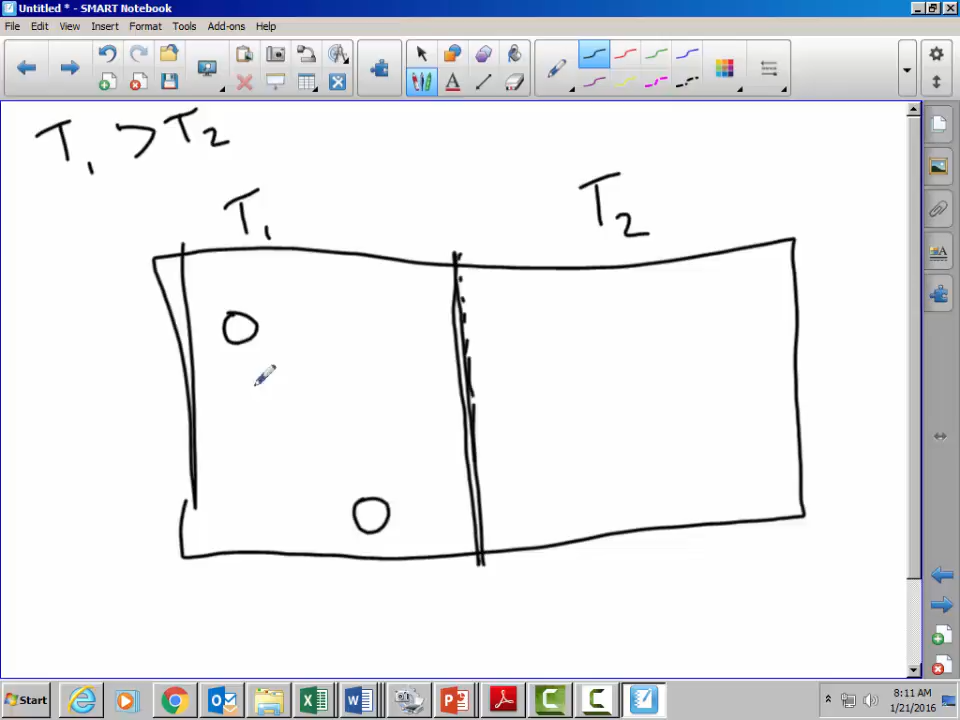 Untitled * - SMART Notebook
File Edit View Insert Format Tools Add-ons Help
T₁ > T₂
T₁
T₂
Start
8:11 AM
1/21/2016